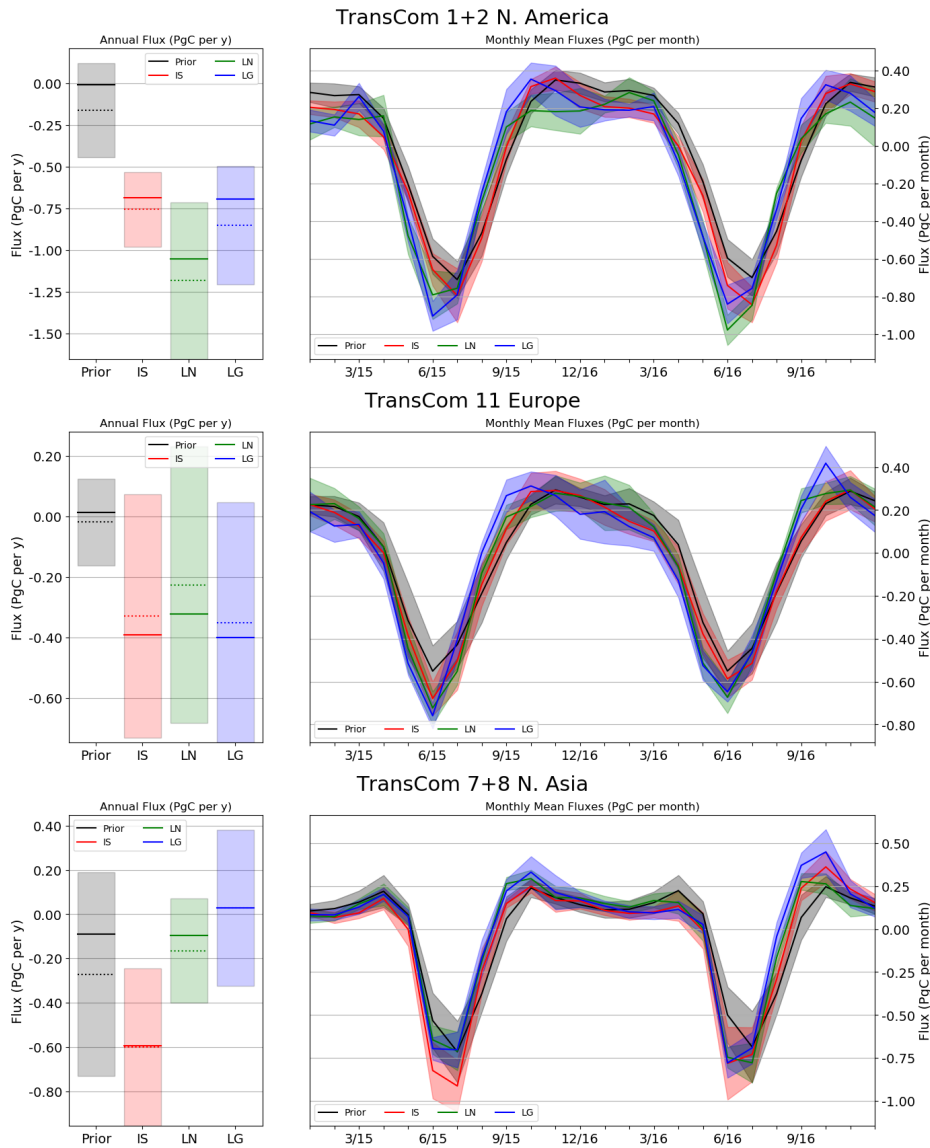 TransCom 1+2 N. America
Annual Flux (PgC per y)
Monthly Mean Fluxes (PgC per month)
Flux (PgC per y)
0.00
-0.25
-0.50
-0.75
-1.00
-1.25
-1.50
Prior LN
IS LG
Prior IS LN LG
0.40
0.20
0.00
-0.20
-0.40
-0.60
-0.80
-1.00
Flux (PgC per month)
Prior IS LN LG
3/15 6/15 9/15 12/16 3/16 6/16 9/16
TransCom 11 Europe
Annual Flux (PgC per y)
Monthly Mean Fluxes (PgC per month)
Flux (PgC per y)
0.20
0.00
-0.20
-0.40
-0.60
Prior LN
IS LG
Prior IS LN LG
0.40
0.20
0.00
-0.20
-0.40
-0.60
-0.80
Flux (PgC per month)
Prior IS LN LG
3/15 6/15 9/15 12/16 3/16 6/16 9/16
TransCom 7+8 N. Asia
Annual Flux (PgC per y)
Monthly Mean Fluxes (PgC per month)
Flux (PgC per y)
0.40
0.20
0.00
-0.20
-0.40
-0.60
-0.80
Prior LN
IS LG
Prior IS LN LG
0.50
0.25
0.00
-0.25
-0.50
-0.75
-1.00
Flux (PgC per month)
Prior IS LN LG
3/15 6/15 9/15 12/16 3/16 6/16 9/16